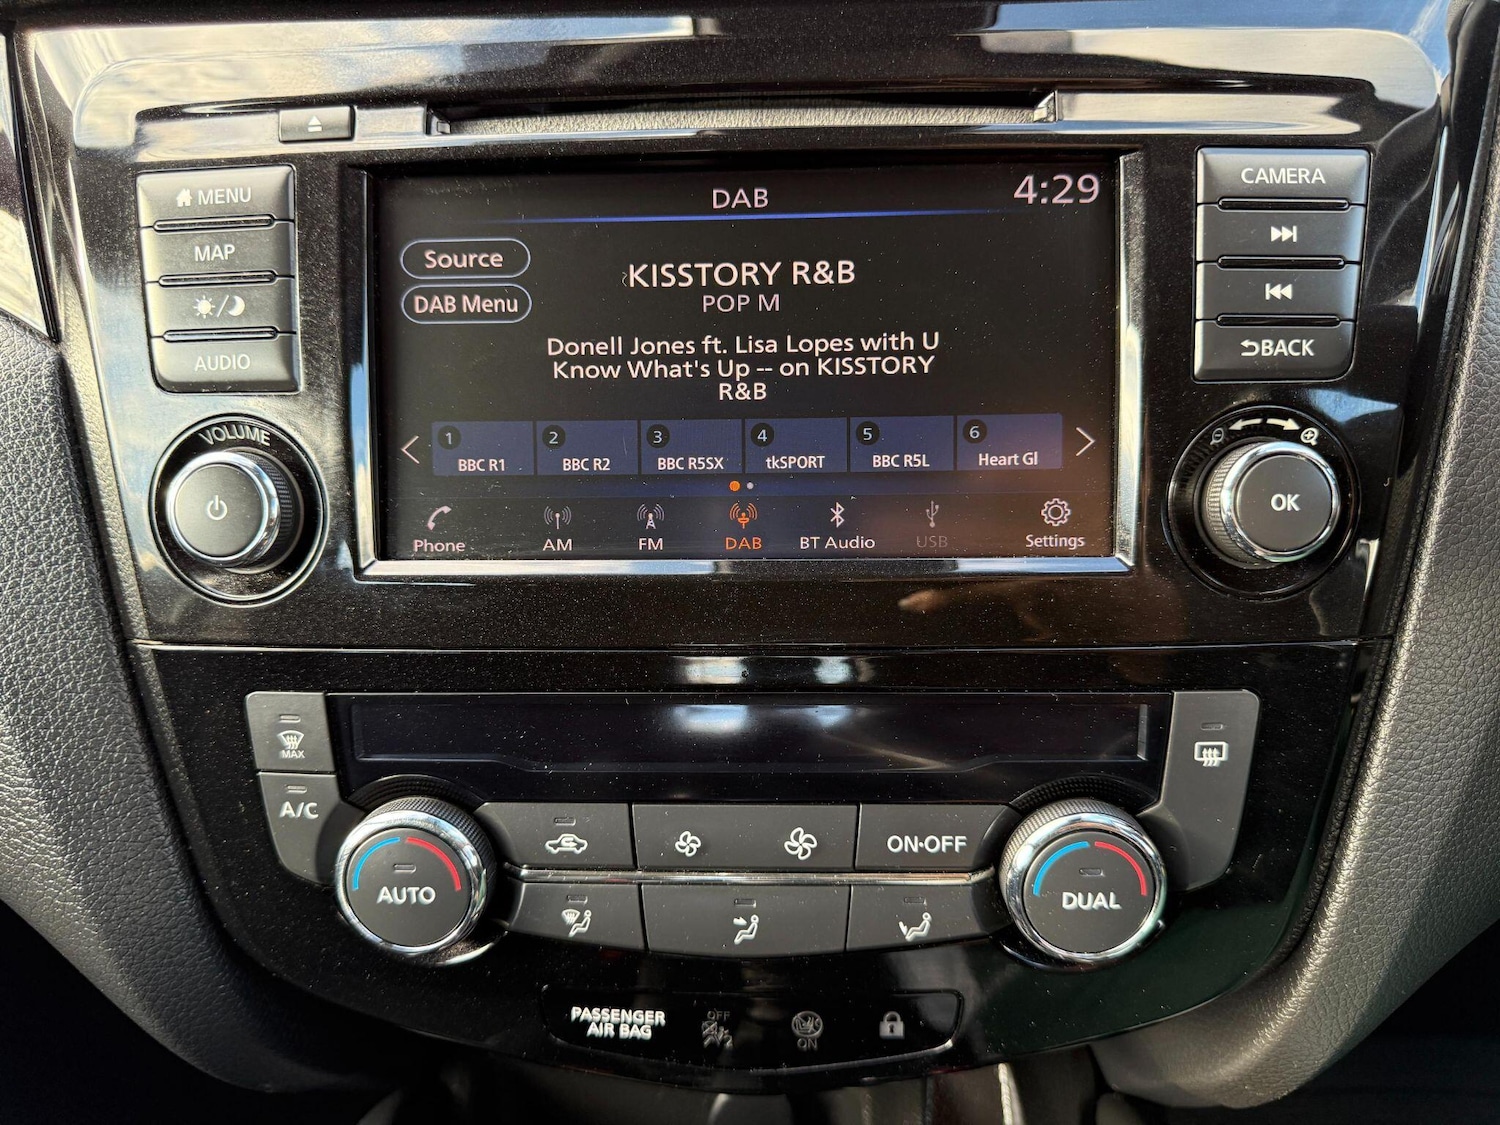 MENU
MAP
AUDIO
VOLUME
DAB
4:29
Source
DAB Menu
KISSTORY R&B
POP M
Donell Jones ft. Lisa Lopes with U
Know What's Up -- on KISSTORY
R&B
1 BBC R1
2 BBC R2
3 BBC R5SX
4 tkSPORT
5 BBC R5L
6 Heart Gl
Phone
AM
FM
DAB
BT Audio
USB
Settings
CAMERA
BACK
OK
MAX
A/C
AUTO
ON·OFF
DUAL
PASSENGER
AIR BAG
OFF
ON